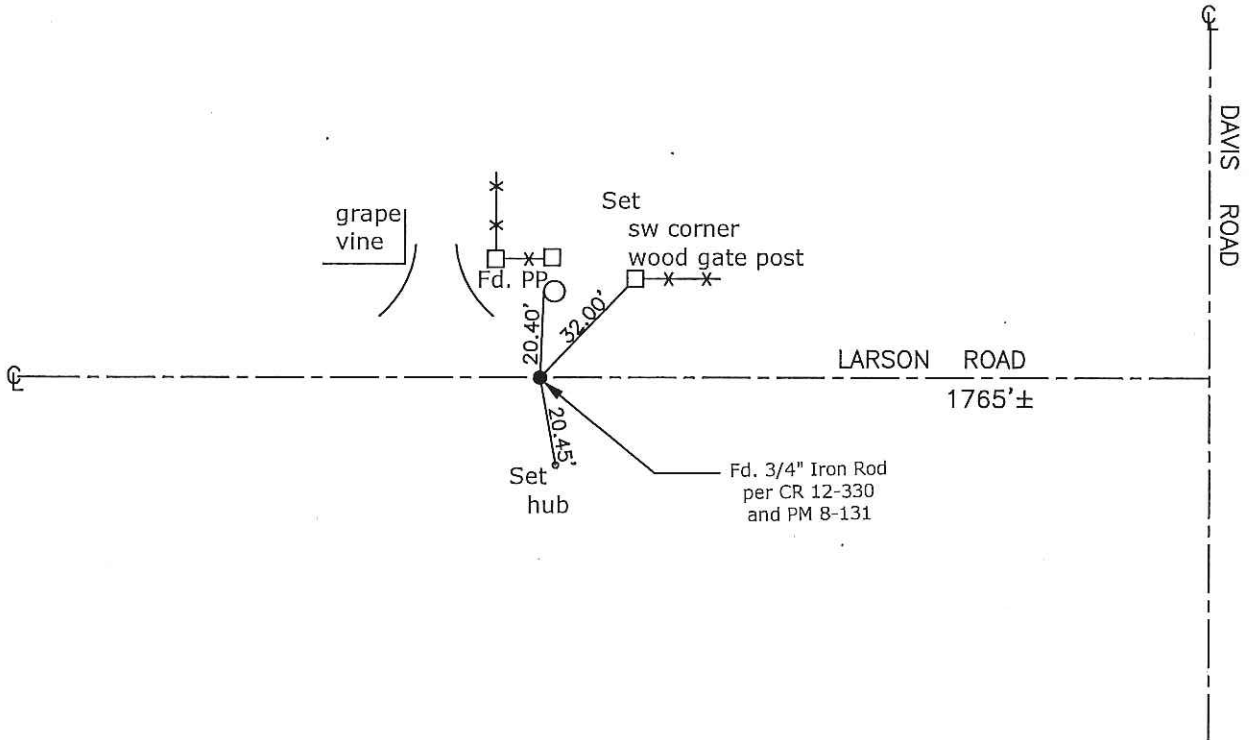 ℄
DAVIS ROAD
grape
vine
Set
sw corner
wood gate post
Fd. PP
20.40'
32.00'
LARSON ROAD
℄
1765'±
20.45'
Set
hub
Fd. 3/4" Iron Rod
per CR 12-330
and PM 8-131